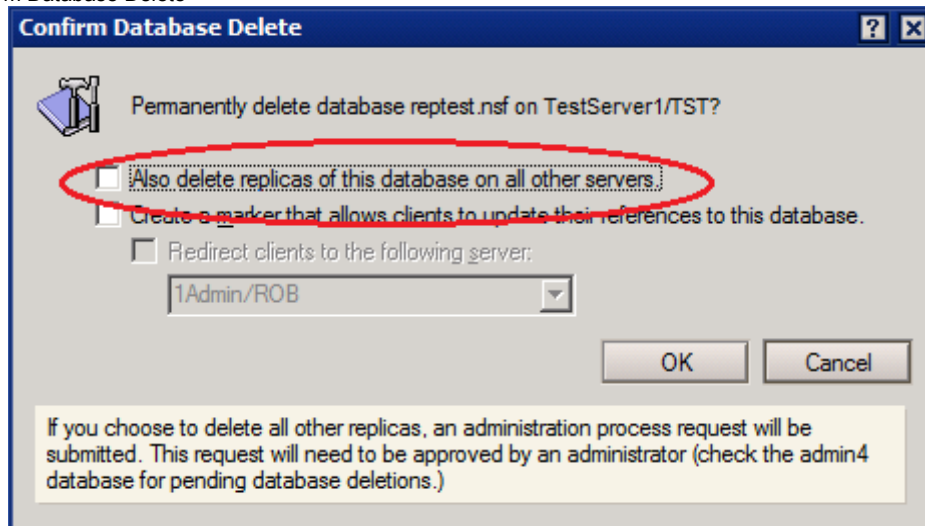 m Database Delete
Confirm Database Delete
Permanently delete database reptest.nsf on TestServer1/TST?
Also delete replicas of this database on all other servers.
Create a marker that allows clients to update their references to this database.
Redirect clients to the following server:
1Admin/ROB
OK Cancel
If you choose to delete all other replicas, an administration process request will be
submitted. This request will need to be approved by an administrator (check the admin4
database for pending database deletions.)